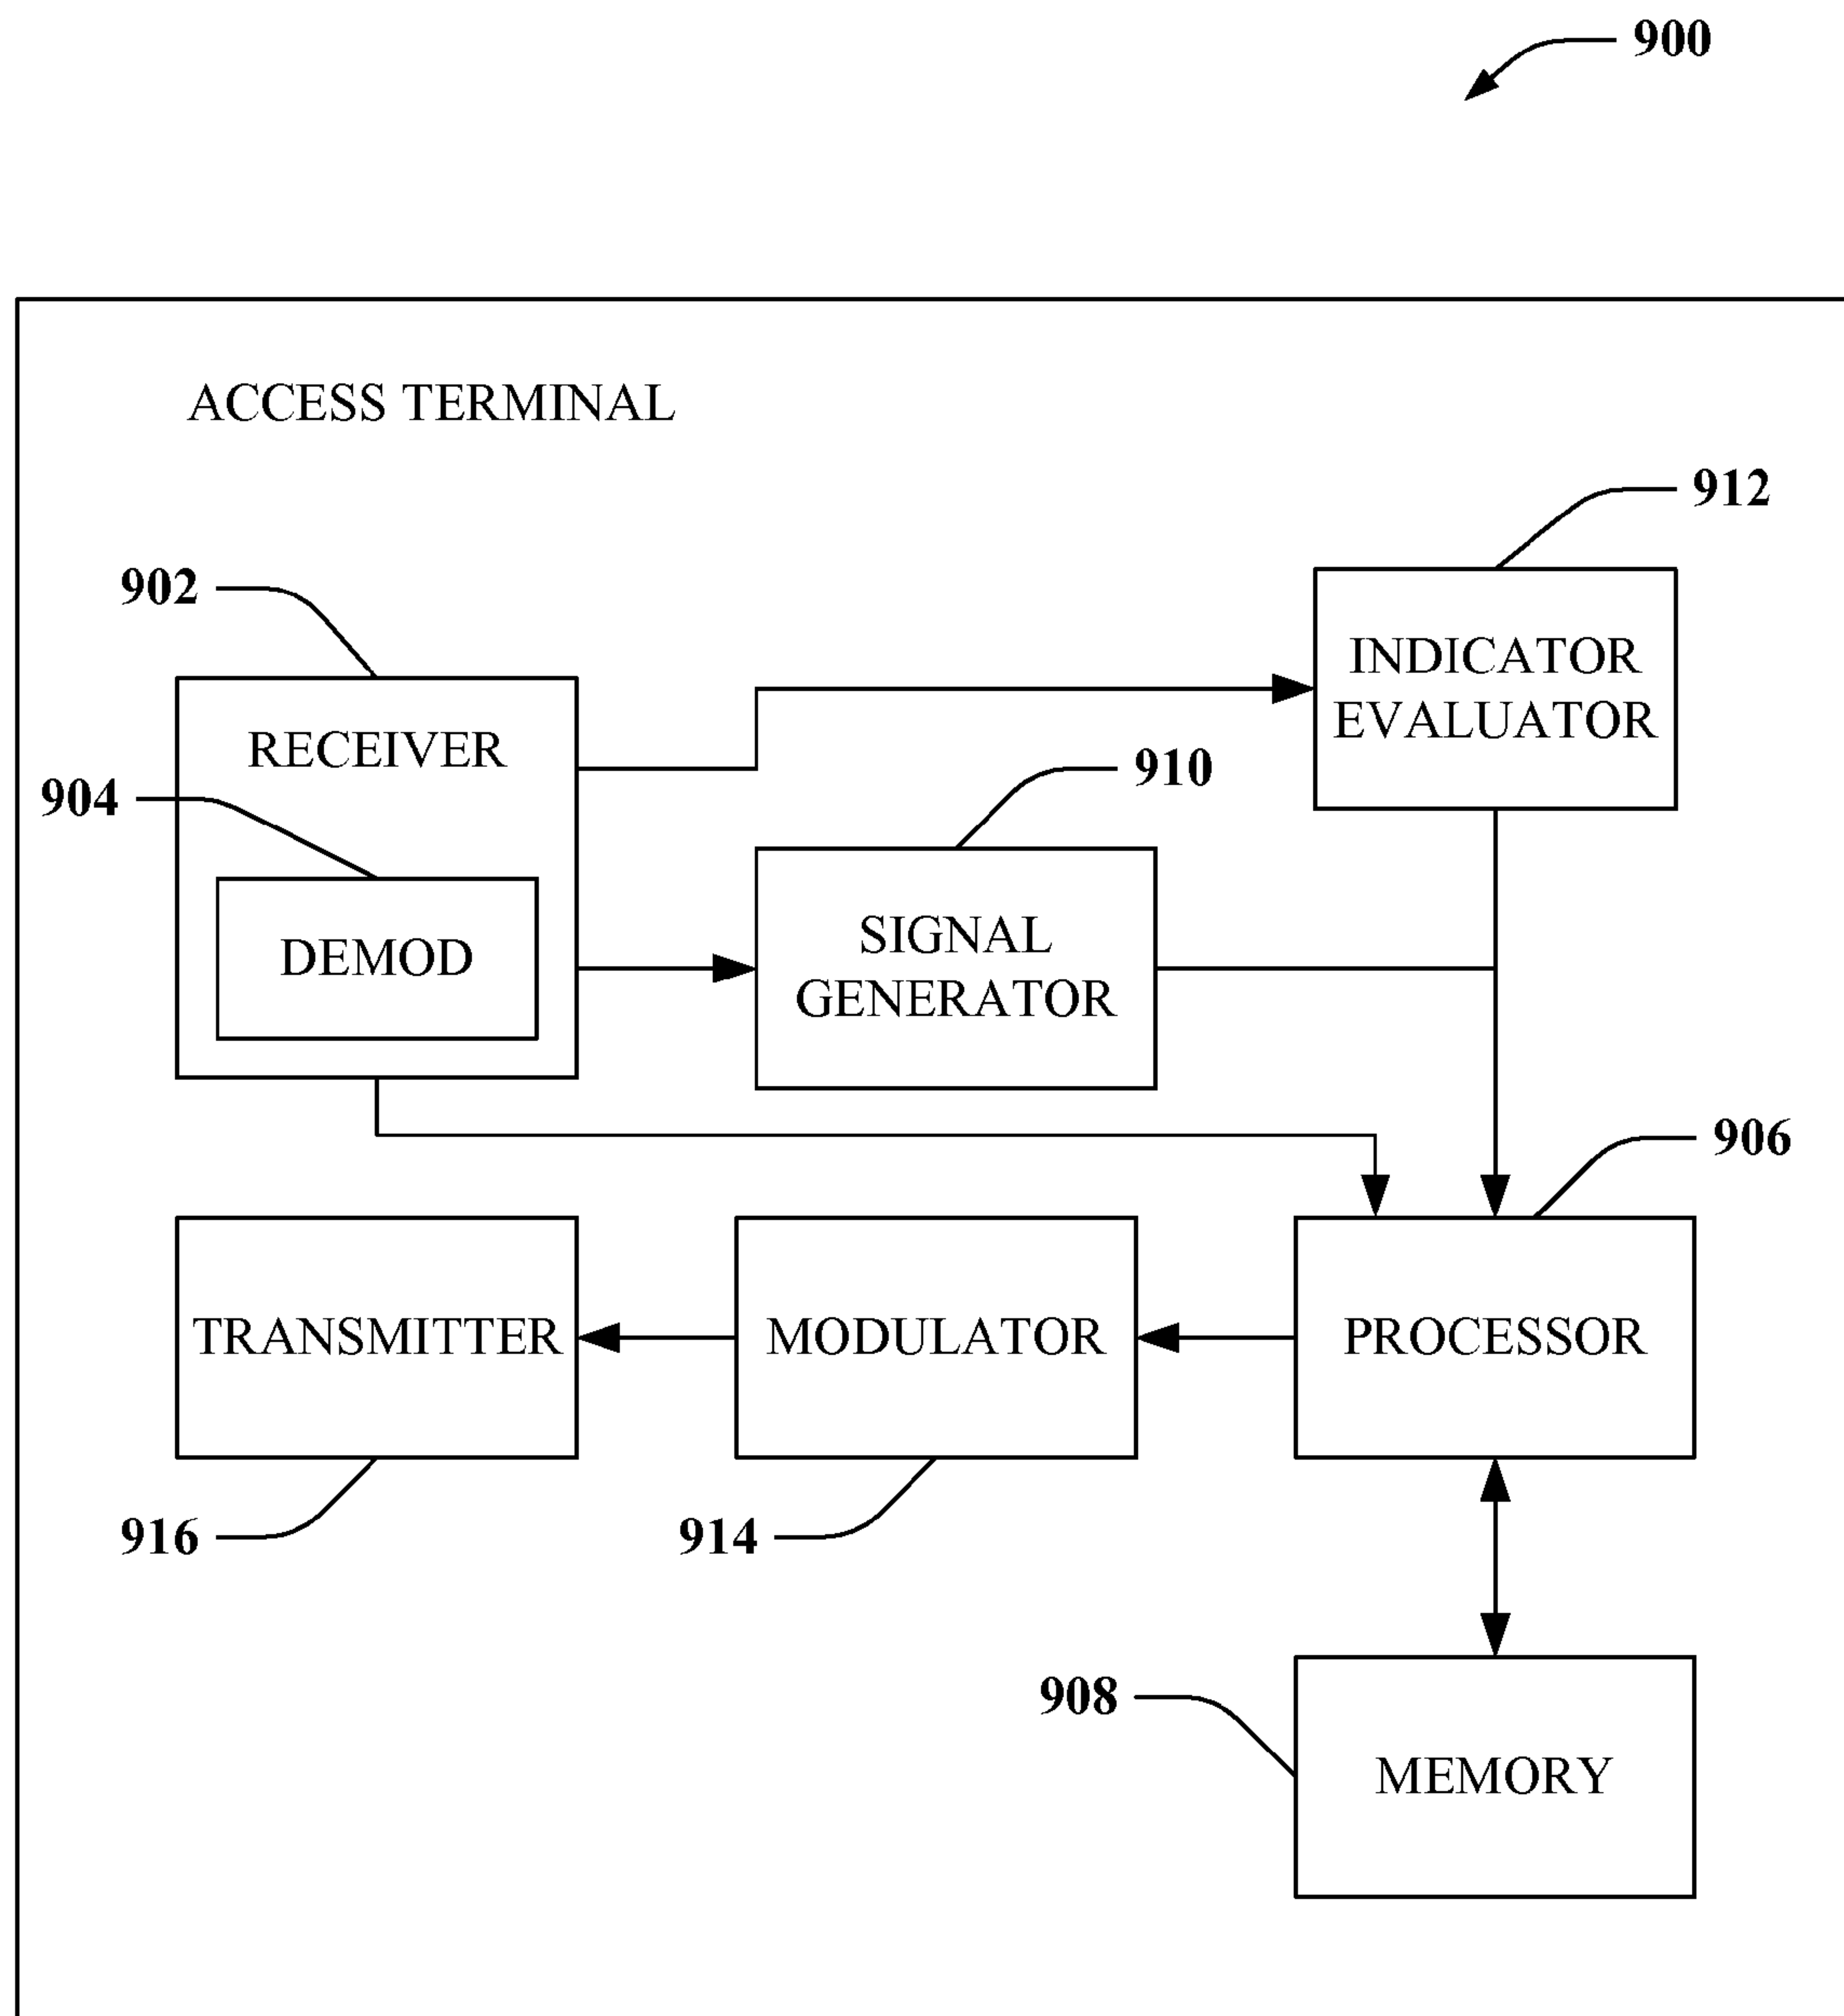 900
ACCESS TERMINAL
912
902
INDICATOR
EVALUATOR
RECEIVER
910
904
SIGNAL
GENERATOR
DEMOD
906
TRANSMITTER
MODULATOR
PROCESSOR
916
914
908
MEMORY